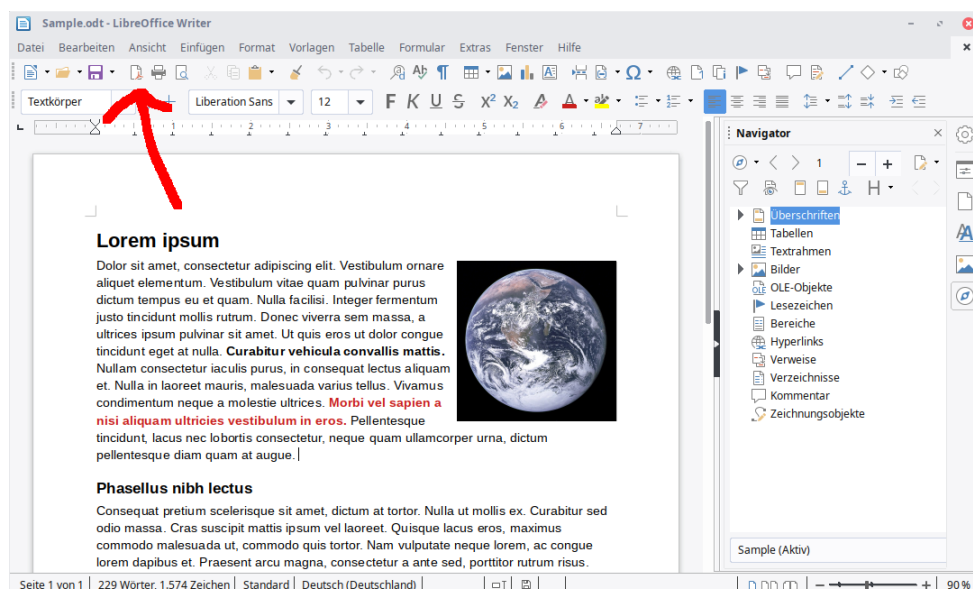 Sample.odt - LibreOffice Writer
Datei Bearbeiten Ansicht Einfügen Format Vorlagen Tabelle Formular Extras Fenster Hilfe
Textkörper Liberation Sans 12 F K U S X² X₂
1 2 3 4 5 6 7
Navigator
1
Überschriften
Tabellen
Textrahmen
Bilder
OLE-Objekte
Lesezeichen
Bereiche
Hyperlinks
Verweise
Verzeichnisse
Kommentar
Zeichnungsobjekte
Sample (Aktiv)
Lorem ipsum
Dolor sit amet, consectetur adipiscing elit. Vestibulum ornare
aliquet elementum. Vestibulum vitae quam pulvinar purus
dictum tempus eu et quam. Nulla facilisi. Integer fermentum
justo tincidunt mollis rutrum. Donec viverra sem massa, a
ultrices ipsum pulvinar sit amet. Ut quis eros ut dolor congue
tincidunt eget at nulla. Curabitur vehicula convallis mattis.
Nullam consectetur iaculis purus, in consequat lectus aliquam
et. Nulla in laoreet mauris, malesuada varius tellus. Vivamus
condimentum neque a molestie ultrices. Morbi vel sapien a
nisi aliquam ultricies vestibulum in eros. Pellentesque
tincidunt, lacus nec lobortis consectetur, neque quam ullamcorper urna, dictum
pellentesque diam quam at augue.
Phasellus nibh lectus
Consequat pretium scelerisque sit amet, dictum at tortor. Nulla ut mollis ex. Curabitur sed
odio massa. Cras suscipit mattis ipsum vel laoreet. Quisque lacus eros, maximus
commodo malesuada ut, commodo quis tortor. Nam vulputate neque lorem, ac congue
lorem dapibus et. Praesent arcu magna, consectetur a ante sed, porttitor rutrum risus.
Seite 1 von 1 229 Wörter, 1.574 Zeichen Standard Deutsch (Deutschland) 90 %